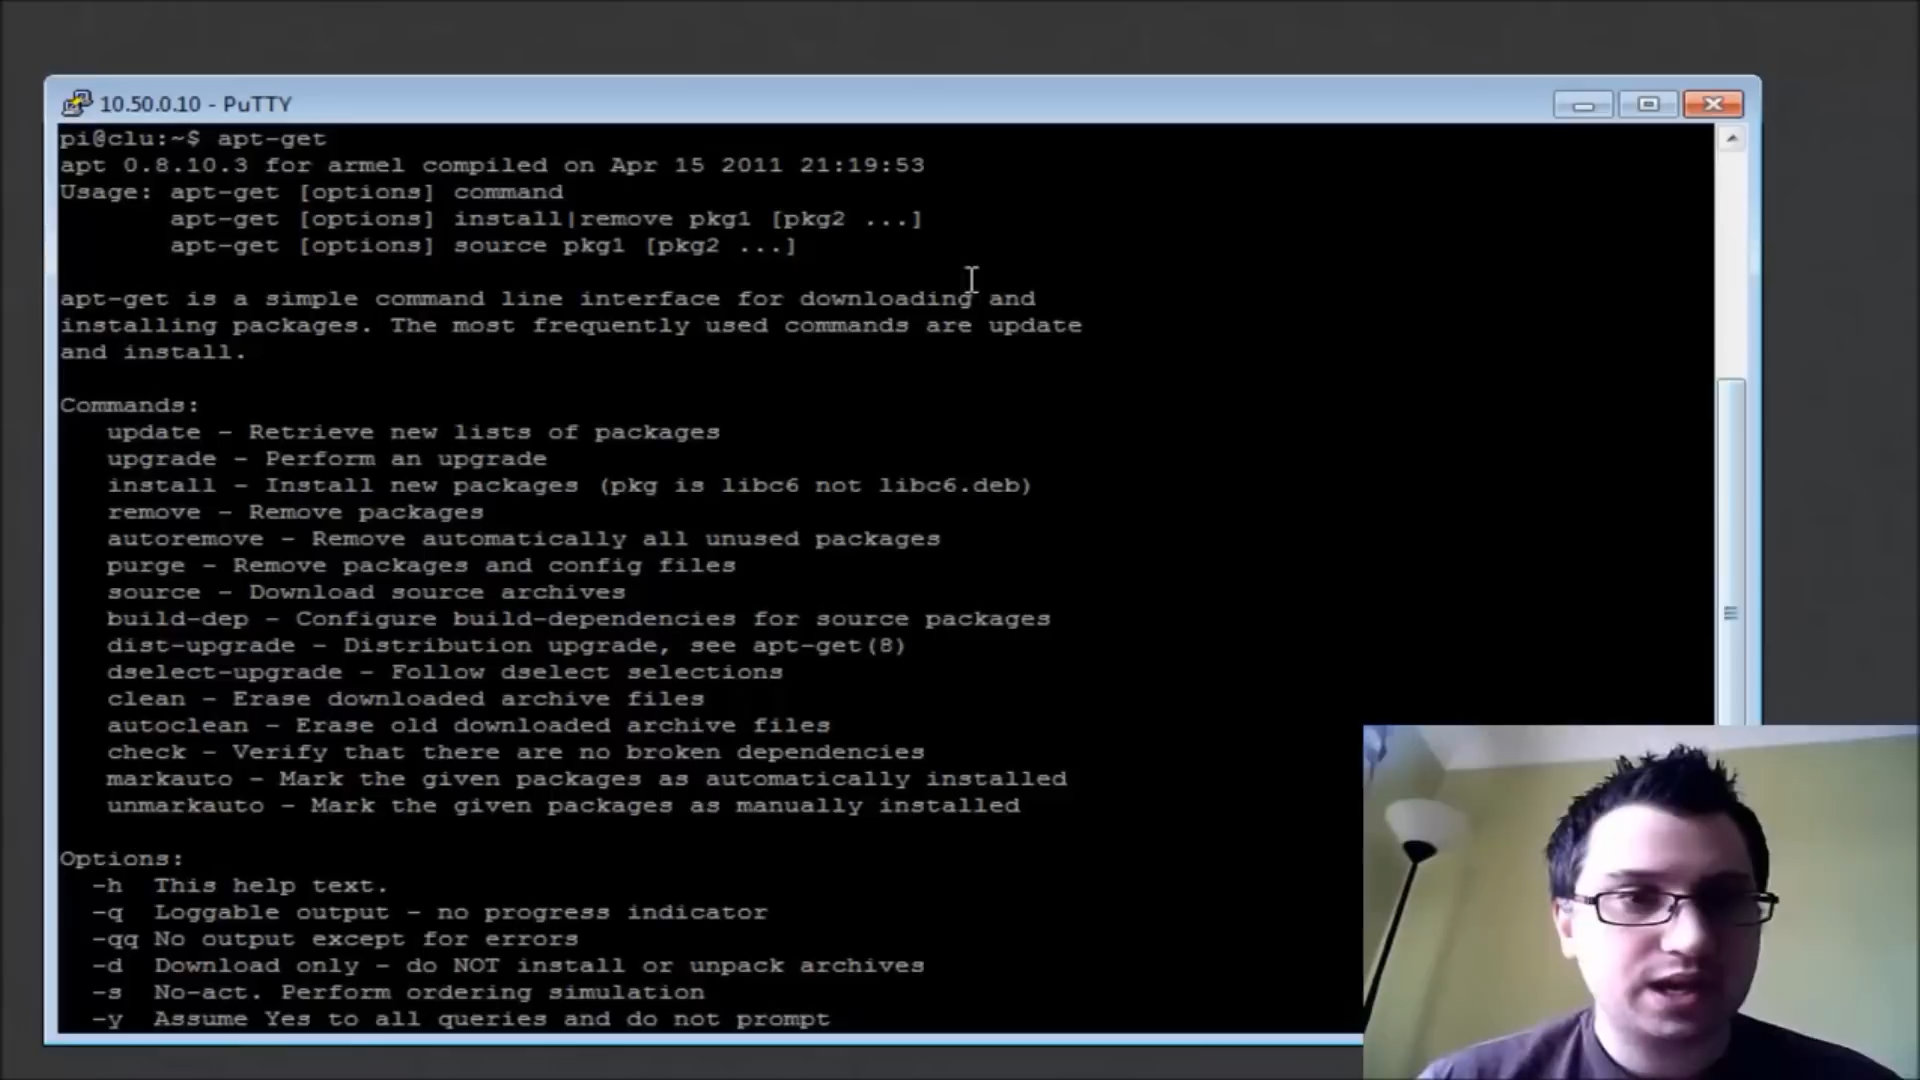 10.50.0.10 - PuTTY
pi@clu:~$ apt-get
apt 0.8.10.3 for armel compiled on Apr 15 2011 21:19:53
Usage: apt-get [options] command
apt-get [options] install|remove pkg1 [pkg2 ...]
apt-get [options] source pkg1 [pkg2 ...]
apt-get is a simple command line interface for downloading and
installing packages. The most frequently used commands are update
and install.
Commands:
update - Retrieve new lists of packages
upgrade - Perform an upgrade
install - Install new packages (pkg is libc6 not libc6.deb)
remove - Remove packages
autoremove - Remove automatically all unused packages
purge - Remove packages and config files
source - Download source archives
build-dep - Configure build-dependencies for source packages
dist-upgrade - Distribution upgrade, see apt-get(8)
dselect-upgrade - Follow dselect selections
clean - Erase downloaded archive files
autoclean - Erase old downloaded archive files
check - Verify that there are no broken dependencies
markauto - Mark the given packages as automatically installed
unmarkauto - Mark the given packages as manually installed
Options:
-h This help text.
-q Loggable output - no progress indicator
-qq No output except for errors
-d Download only - do NOT install or unpack archives
-s No-act. Perform ordering simulation
-y Assume Yes to all queries and do not prompt